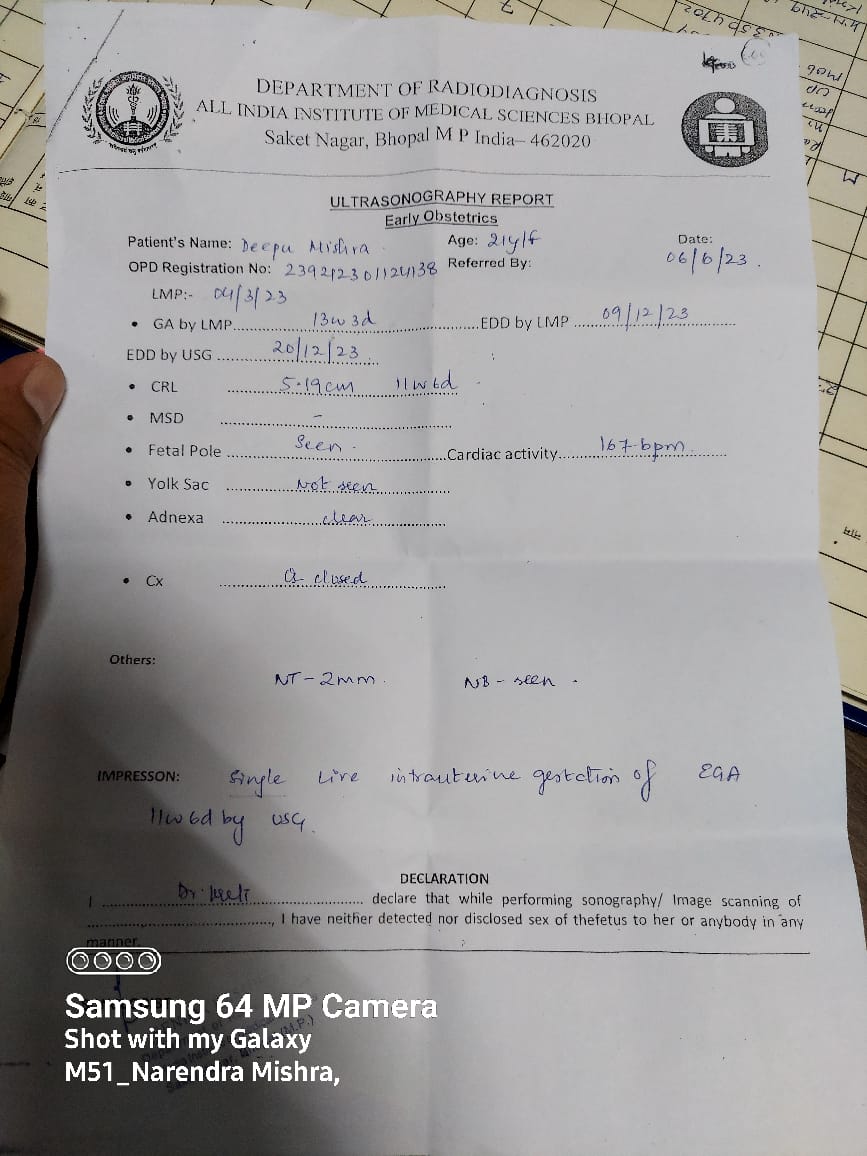 DEPARTMENT OF RADIODIAGNOSIS
ALL INDIA INSTITUTE OF MEDICAL SCIENCES BHOPAL
Saket Nagar, Bhopal M P India– 462020
ULTRASONOGRAPHY REPORT
Early Obstetrics
Patient's Name: Deepu Mishra Age: 21y/f Date:
OPD Registration No: 239212301124138 Referred By: 06/6/23.
LMP:- 04/3/23
• GA by LMP..... 13w 3d .....EDD by LMP ..... 09/12/23
EDD by USG ..... 20/12/23
• CRL ..... 5.19cm 11w6d
• MSD ..... -
• Fetal Pole ..... Seen. .....Cardiac activity..... 167 bpm
• Yolk Sac ..... Not seen
• Adnexa ..... clear
• Cx ..... closed
Others:
NT – 2mm. NB – seen.
IMPRESSON: Single Live intrauterine gestation of EGA
11w6d by USG.
DECLARATION
I ..... Dr. ..... declare that while performing sonography/ Image scanning of
....., I have neither detected nor disclosed sex of thefetus to her or anybody in any
manner.
Samsung 64 MP Camera
Shot with my Galaxy
M51_Narendra Mishra,